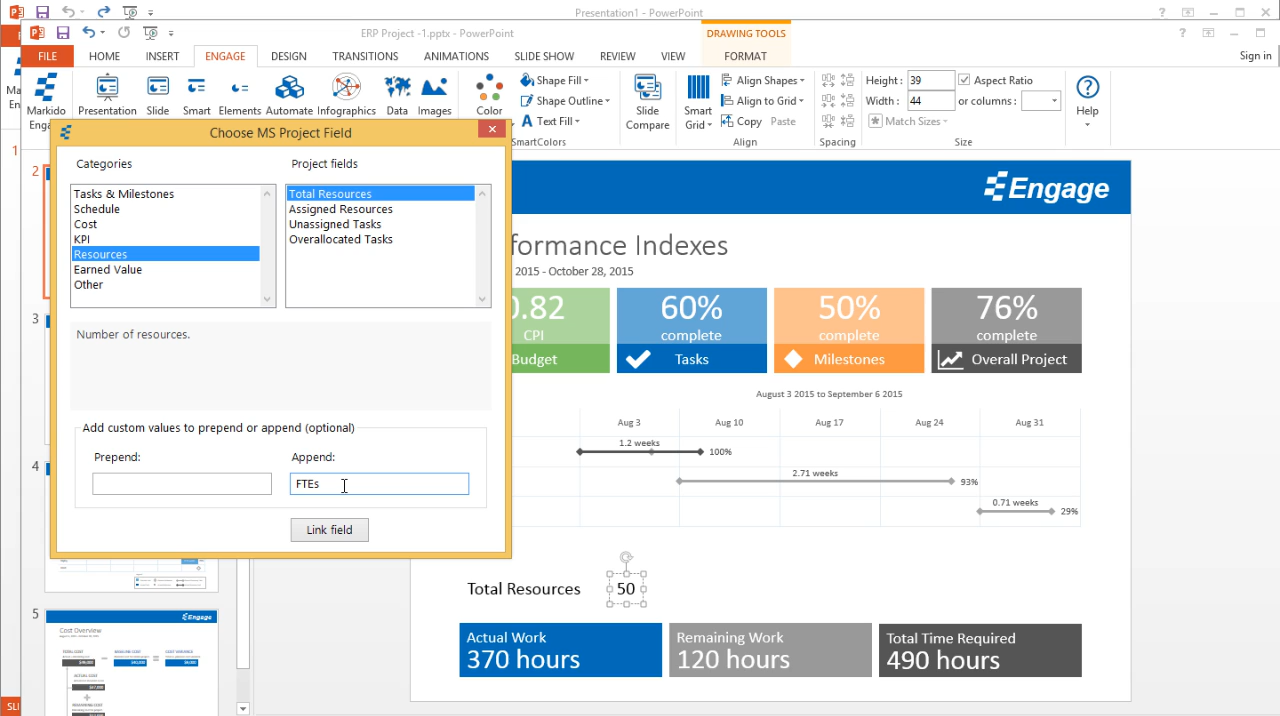 Presentation1 - PowerPoint
ERP Project -1.pptx - PowerPoint
DRAWING TOOLS
FILE HOME INSERT ENGAGE DESIGN TRANSITIONS ANIMATIONS SLIDE SHOW REVIEW VIEW FORMAT
Sign in
Markido
Presentation Slide Smart Elements Automate Infographics Data Images Color
Shape Fill
Shape Outline
Text Fill
SmartColors
Slide
Compare
Smart
Grid
Align Shapes
Align to Grid
Copy Paste
Align
Match Sizes
Spacing
Height: 39
Width: 44
Aspect Ratio
or columns:
Size
Help
Choose MS Project Field
Categories
Tasks & Milestones
Schedule
Cost
KPI
Resources
Earned Value
Other
Project fields
Total Resources
Assigned Resources
Unassigned Tasks
Overallocated Tasks
Number of resources.
Add custom values to prepend or append (optional)
Prepend:
Append:
FTEs
Link field
1
2
3
4
5
Engage
Cost Overview
Engage
formance Indexes
2015 - October 28, 2015
0.82
CPI
Budget
60%
complete
Tasks
50%
complete
Milestones
76%
complete
Overall Project
August 3 2015 to September 6 2015
Aug 3 Aug 10 Aug 17 Aug 24 Aug 31
1.2 weeks
100%
2.71 weeks
93%
0.71 weeks
29%
Total Resources
50
Actual Work
370 hours
Remaining Work
120 hours
Total Time Required
490 hours